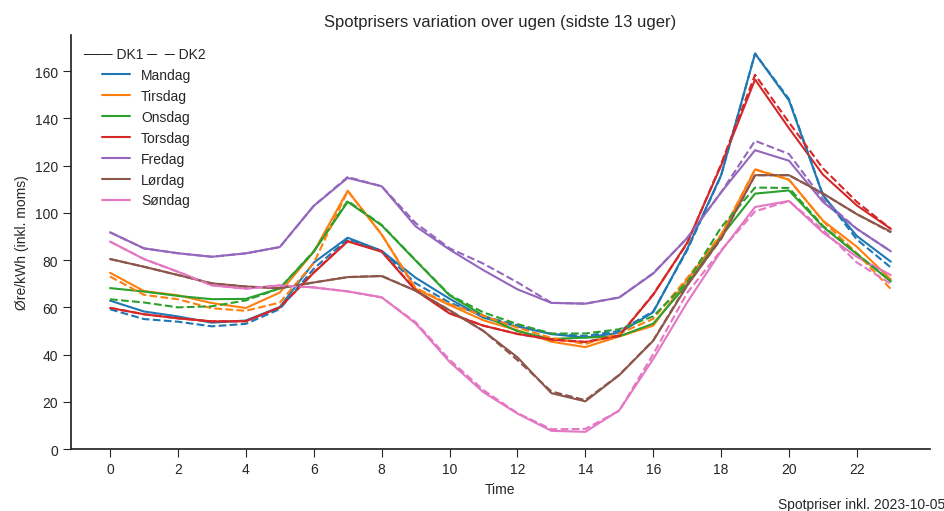 Spotprisers variation over ugen (sidste 13 uger)
DK1 DK2
Mandag
Tirsdag
Onsdag
Torsdag
Fredag
Lørdag
Søndag
Øre/kWh (inkl. moms)
160
140
120
100
80
60
40
20
0
0 2 4 6 8 10 12 14 16 18 20 22
Time
Spotpriser inkl. 2023-10-05